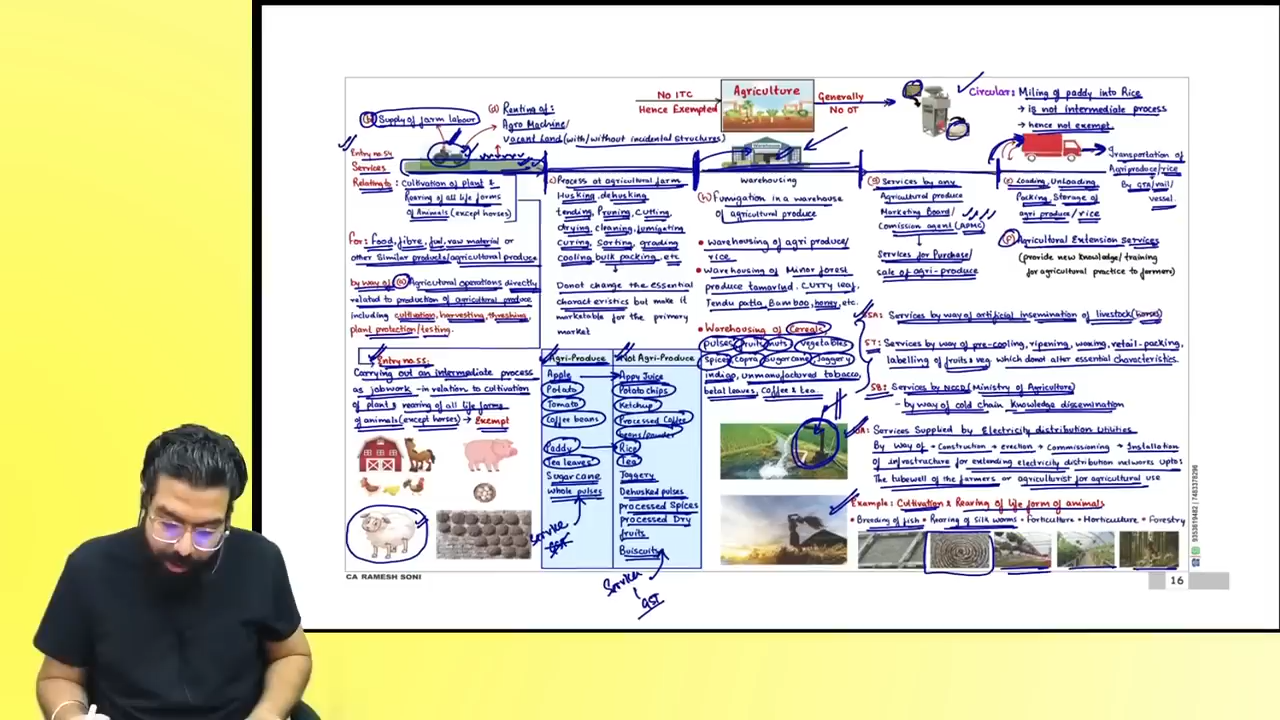 No ITC
Hence Exempted
Agriculture
Generally
No OT
Circular: Miling of paddy into Rice
→ is not intermediate process
→ hence not exempt
Supply of farm labour
(d) Renting of:
Agro Machine/
Vacant Land (with/without incidental structures)
Entry no.54
Services
Relating to: Cultivation of plant &
Rearing of all life forms
of Animals (except horses)
For: Food, fibre, fuel, raw material or
other Similar products/agricultural produce
by way of (a) Agricultural operations directly
related to production of agricultural produce
including cultivation, harvesting, threshing,
plant protection/testing.
Entry no. 55:
Carrying out an intermediate process
as jobwork - in relation to cultivation
of plant & rearing of all life forms
of animals (except horses) → Exempt
CA RAMESH SONI
c) Process at agricultural farm
Husking, dehusking
tending, Pruning, Cutting,
drying, cleaning, fumigating
curing, Sorting, grading
cooling, bulk packing, etc
Donot change the essential
characteristics but make it
marketable for the primary
market
Agri-Produce
Not Agri-Produce
Apple
Appy Juice
Potato
Potato chips
Tomato
Ketchup
Coffee beans
Processed Coffee
beans/powder
Paddy
Rice
Tea leaves
Tea
Sugarcane
Jaggery
Whole pulses
Dehusked pulses
processed Spices
processed Dry
fruits
Buiscuits
Service
Service
GST
Warehouse
warehousing
(h) Fumigation in a warehouse
of agricultural produce
• warehousing of agri produce/
rice
• warehousing of Minor forest
produce tamarind, CURRY leaf,
Tendu patta, Bamboo, honey, etc.
• Warehousing of Cereals
pulses, fruits, nuts, vegetables
Spices, copra, Sugarcane, Jaggery
indigo, unmanufactured tobacco,
betal leaves, Coffee & tea
(g) Services by any
Agricultural produce
Marketing Board/
Comission agent (APMC)
Services for Purchase/
sale of agri-produce
e) Loading, Unloading
Packing, Storage of
agri produce/rice
Transportation of
Agriproduce/rice
By GTA/rail/
vessel
(f) Agricultural Extension Services
(provide new knowledge/training
for agricultural practice to farmers)
55A: Services by way of artificial insemination of livestock (horses)
57: Services by way of pre-cooling, ripening, waxing, retail-packing,
labelling of fruits & veg. which donot alter essential characteristics.
58: Services by NCCD (Ministry of Agriculture)
- by way of cold chain Knowledge dissemination
Services Supplied by Electricity distribution utilities
By way of → Construction → erection → Commissioning → Installation
of infrastructure for extending electricity distribution networks upto
The tubewell of the farmers or agriculturist for agricultural use
Example: Cultivation & Rearing of life form of animals
• Breeding of fish • Rearing of Silk worms • Floriculture • Horticulture • Forestry
16